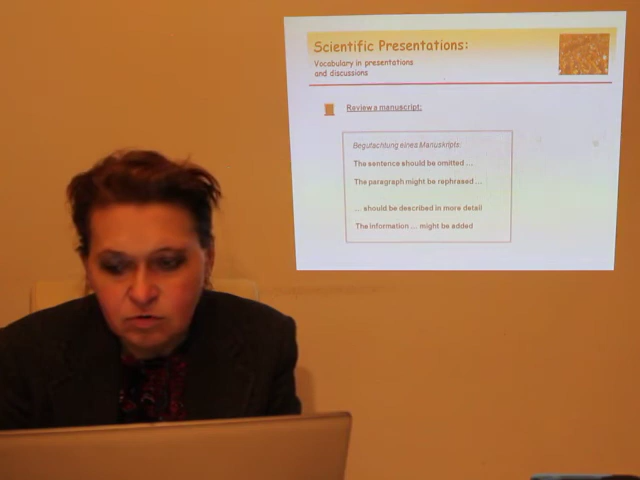 Scientific Presentations:
Vocabulary in presentations
and discussions
Review a manuscript:
Begutachtung eines Manuskripts:
The sentence should be omitted ...
The paragraph might be rephrased ...
... should be described in more detail
The information ... might be added